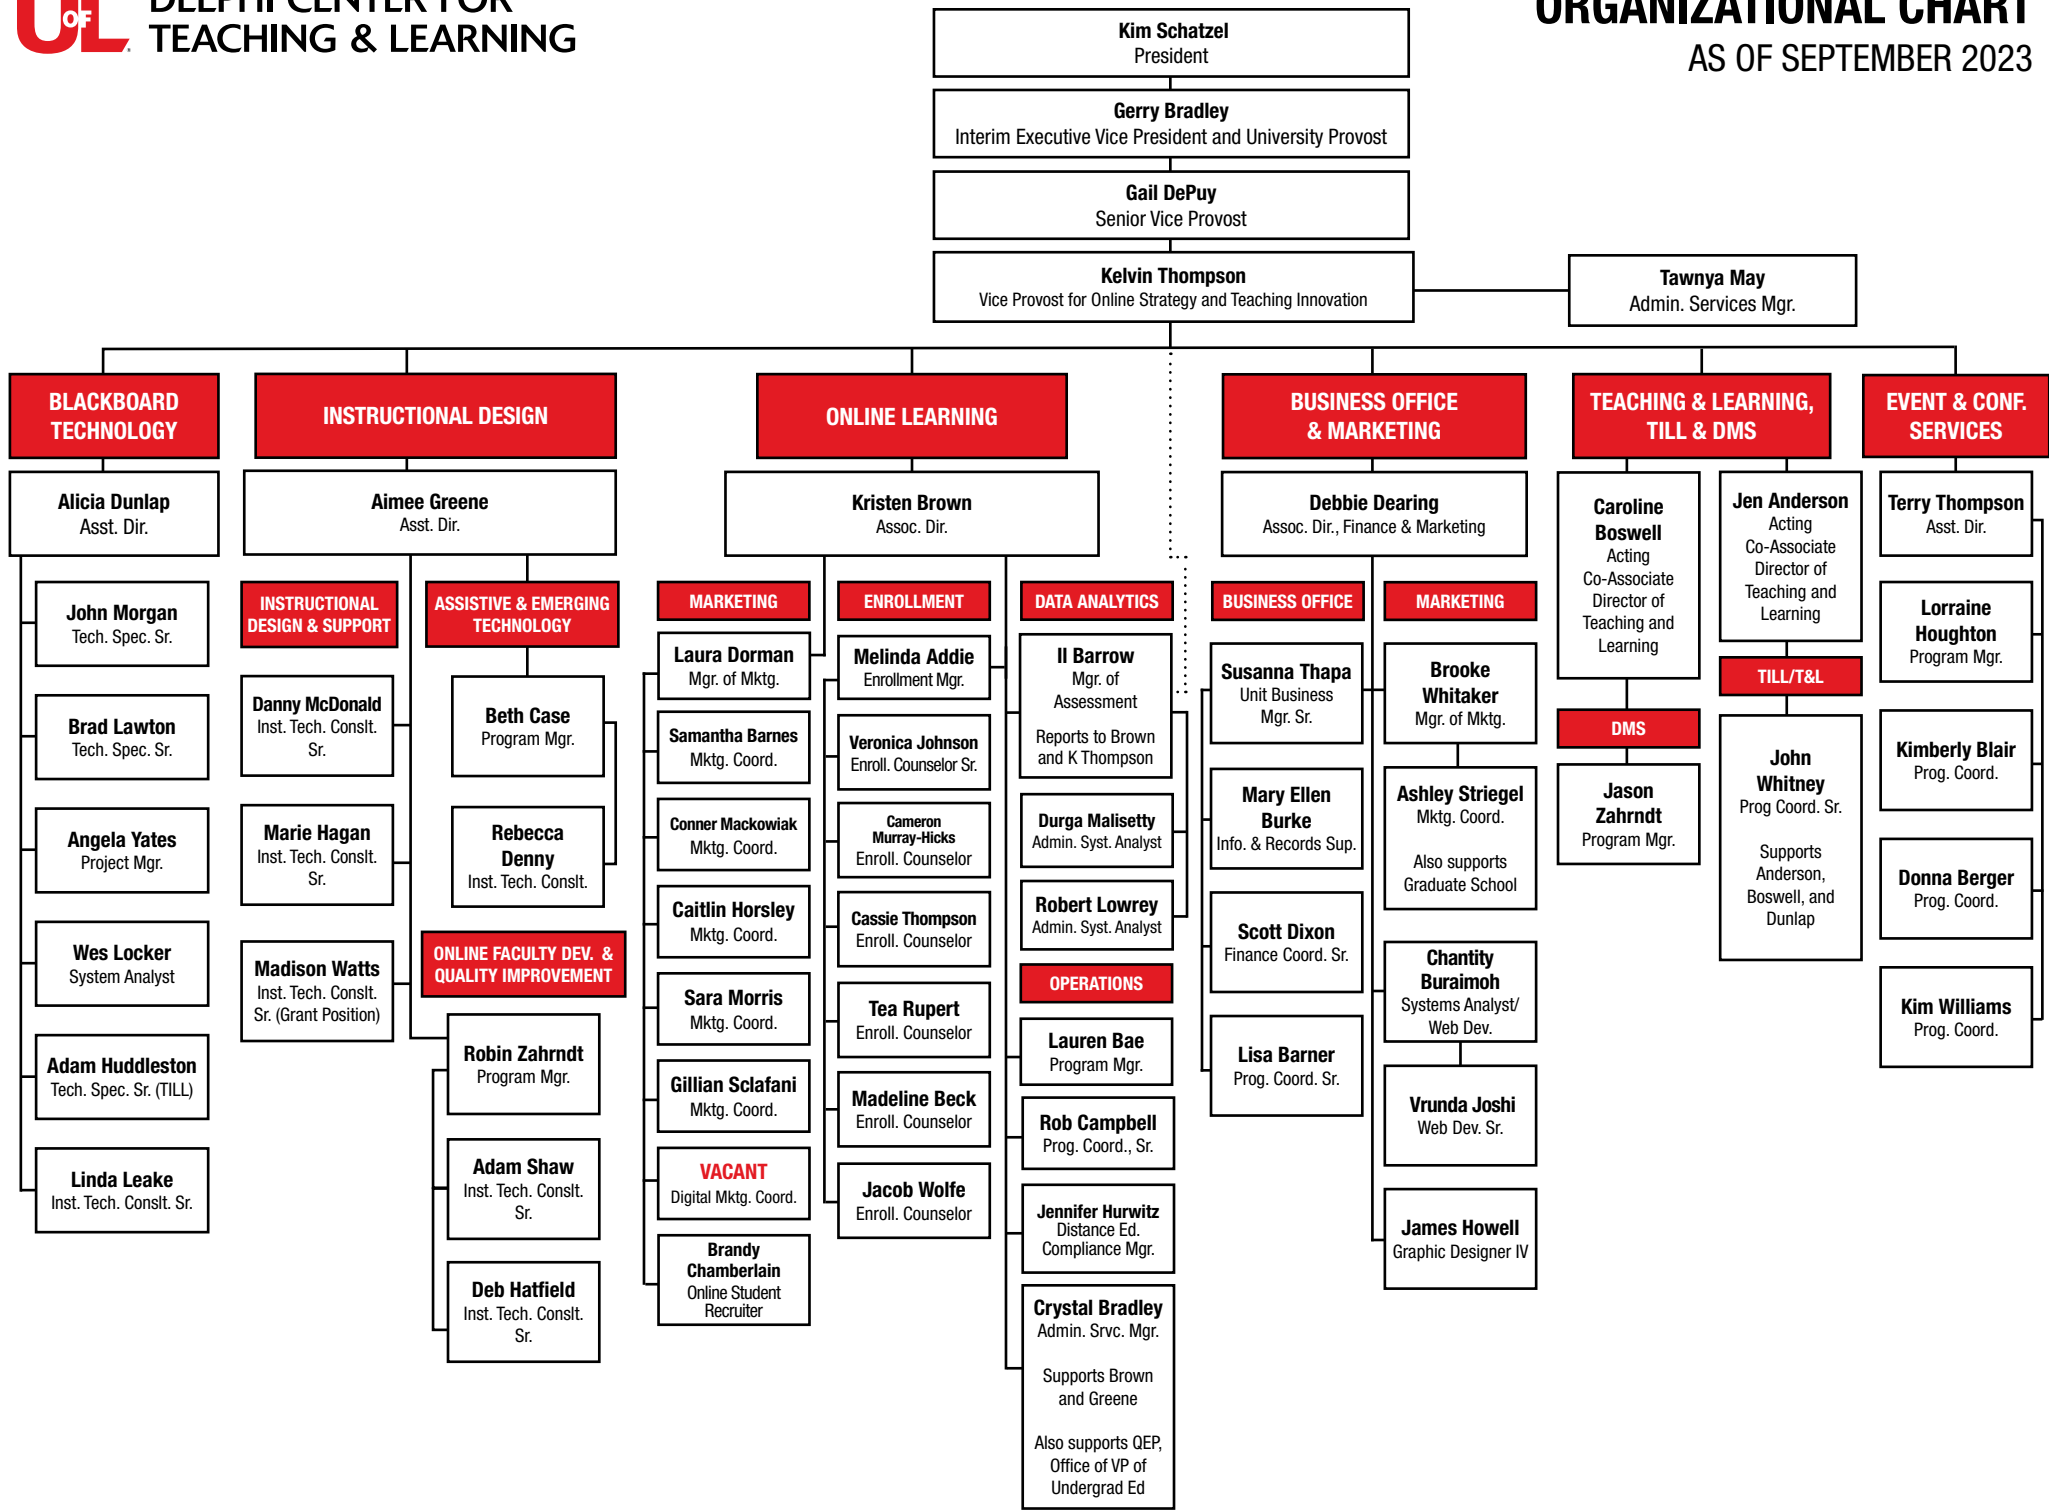 UofL
DELPHI CENTER FOR
TEACHING & LEARNING
ORGANIZATIONAL CHART
AS OF SEPTEMBER 2023
Kim Schatzel
President
Gerry Bradley
Interim Executive Vice President and University Provost
Gail DePuy
Senior Vice Provost
Kelvin Thompson
Vice Provost for Online Strategy and Teaching Innovation
Tawnya May
Admin. Services Mgr.
BLACKBOARD
TECHNOLOGY
Alicia Dunlap
Asst. Dir.
John Morgan
Tech. Spec. Sr.
Brad Lawton
Tech. Spec. Sr.
Angela Yates
Project Mgr.
Wes Locker
System Analyst
Adam Huddleston
Tech. Spec. Sr. (TILL)
Linda Leake
Inst. Tech. Conslt. Sr.
INSTRUCTIONAL DESIGN
Aimee Greene
Asst. Dir.
INSTRUCTIONAL
DESIGN & SUPPORT
Danny McDonald
Inst. Tech. Conslt.
Sr.
Marie Hagan
Inst. Tech. Conslt.
Sr.
Madison Watts
Inst. Tech. Conslt.
Sr. (Grant Position)
ASSISTIVE & EMERGING
TECHNOLOGY
Beth Case
Program Mgr.
Rebecca
Denny
Inst. Tech. Conslt.
ONLINE FACULTY DEV. &
QUALITY IMPROVEMENT
Robin Zahrndt
Program Mgr.
Adam Shaw
Inst. Tech. Conslt.
Sr.
Deb Hatfield
Inst. Tech. Conslt.
Sr.
ONLINE LEARNING
Kristen Brown
Assoc. Dir.
MARKETING
Laura Dorman
Mgr. of Mktg.
Samantha Barnes
Mktg. Coord.
Conner Mackowiak
Mktg. Coord.
Caitlin Horsley
Mktg. Coord.
Sara Morris
Mktg. Coord.
Gillian Sclafani
Mktg. Coord.
VACANT
Digital Mktg. Coord.
Brandy
Chamberlain
Online Student
Recruiter
ENROLLMENT
Melinda Addie
Enrollment Mgr.
Veronica Johnson
Enroll. Counselor Sr.
Cameron
Murray-Hicks
Enroll. Counselor
Cassie Thompson
Enroll. Counselor
Tea Rupert
Enroll. Counselor
Madeline Beck
Enroll. Counselor
Jacob Wolfe
Enroll. Counselor
DATA ANALYTICS
Il Barrow
Mgr. of
Assessment
Reports to Brown
and K Thompson
Durga Malisetty
Admin. Syst. Analyst
Robert Lowrey
Admin. Syst. Analyst
OPERATIONS
Lauren Bae
Program Mgr.
Rob Campbell
Prog. Coord., Sr.
Jennifer Hurwitz
Distance Ed.
Compliance Mgr.
Crystal Bradley
Admin. Srvc. Mgr.
Supports Brown
and Greene
Also supports QEP,
Office of VP of
Undergrad Ed
BUSINESS OFFICE
& MARKETING
Debbie Dearing
Assoc. Dir., Finance & Marketing
BUSINESS OFFICE
Susanna Thapa
Unit Business
Mgr. Sr.
Mary Ellen
Burke
Info. & Records Sup.
Scott Dixon
Finance Coord. Sr.
Lisa Barner
Prog. Coord. Sr.
MARKETING
Brooke
Whitaker
Mgr. of Mktg.
Ashley Striegel
Mktg. Coord.
Also supports
Graduate School
Chantity
Buraimoh
Systems Analyst/
Web Dev.
Vrunda Joshi
Web Dev. Sr.
James Howell
Graphic Designer IV
TEACHING & LEARNING,
TILL & DMS
Caroline
Boswell
Acting
Co-Associate
Director of
Teaching and
Learning
DMS
Jason
Zahrndt
Program Mgr.
Jen Anderson
Acting
Co-Associate
Director of
Teaching and
Learning
TILL/T&L
John
Whitney
Prog Coord. Sr.
Supports
Anderson,
Boswell, and
Dunlap
EVENT & CONF.
SERVICES
Terry Thompson
Asst. Dir.
Lorraine
Houghton
Program Mgr.
Kimberly Blair
Prog. Coord.
Donna Berger
Prog. Coord.
Kim Williams
Prog. Coord.